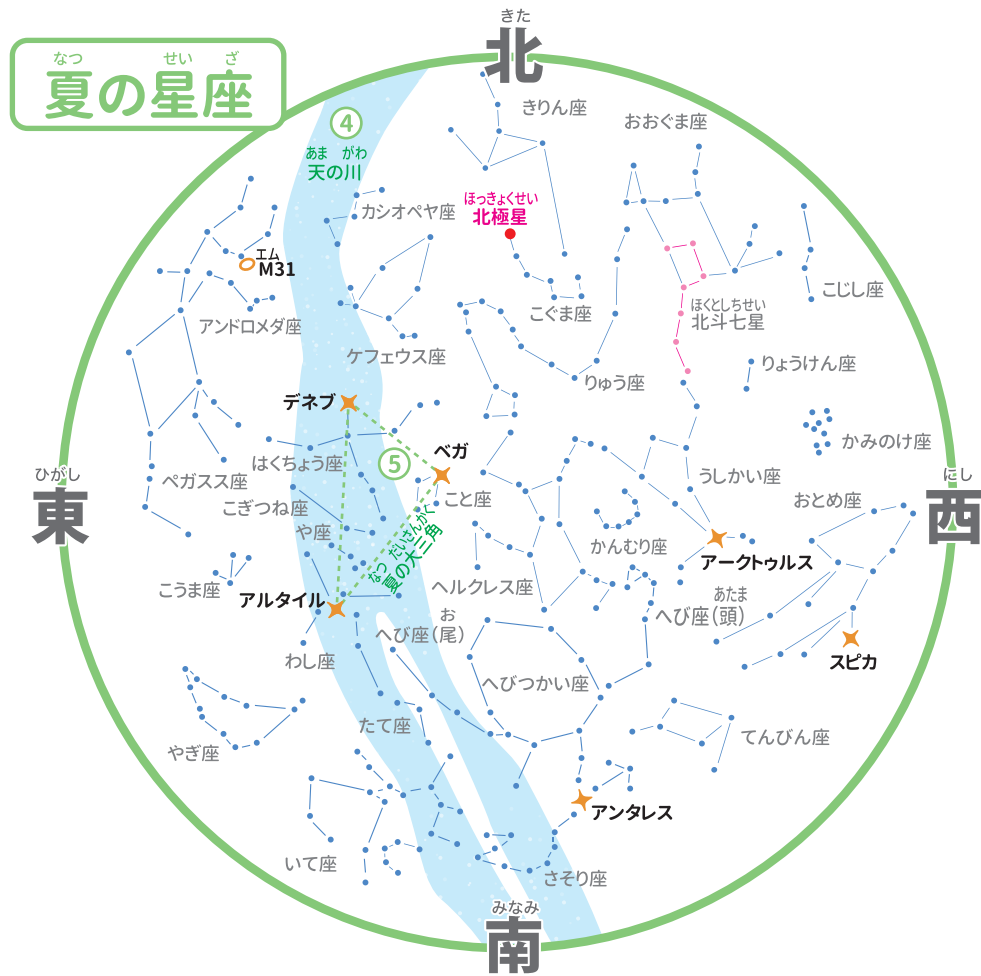 なつ せい ざ
夏の星座
きた
北
きりん座
おおぐま座
④
あま がわ
天の川
カシオペヤ座
ほっきょくせい
北極星
エム
M31
こじし座
アンドロメダ座
こぐま座
ほくとしちせい
北斗七星
ケフェウス座
りょうけん座
りゅう座
デネブ
かみのけ座
ベガ
はくちょう座
⑤
ひがし
東
にし
西
ペガスス座
うしかい座
こと座
おとめ座
こぎつね座
や座
なつ だいさんかく
夏の大三角
かんむり座
アークトゥルス
こうま座
アルタイル
ヘルクレス座
あたま
へび座(頭)
お
へび座(尾)
わし座
スピカ
へびつかい座
たて座
てんびん座
やぎ座
アンタレス
いて座
さそり座
みなみ
南